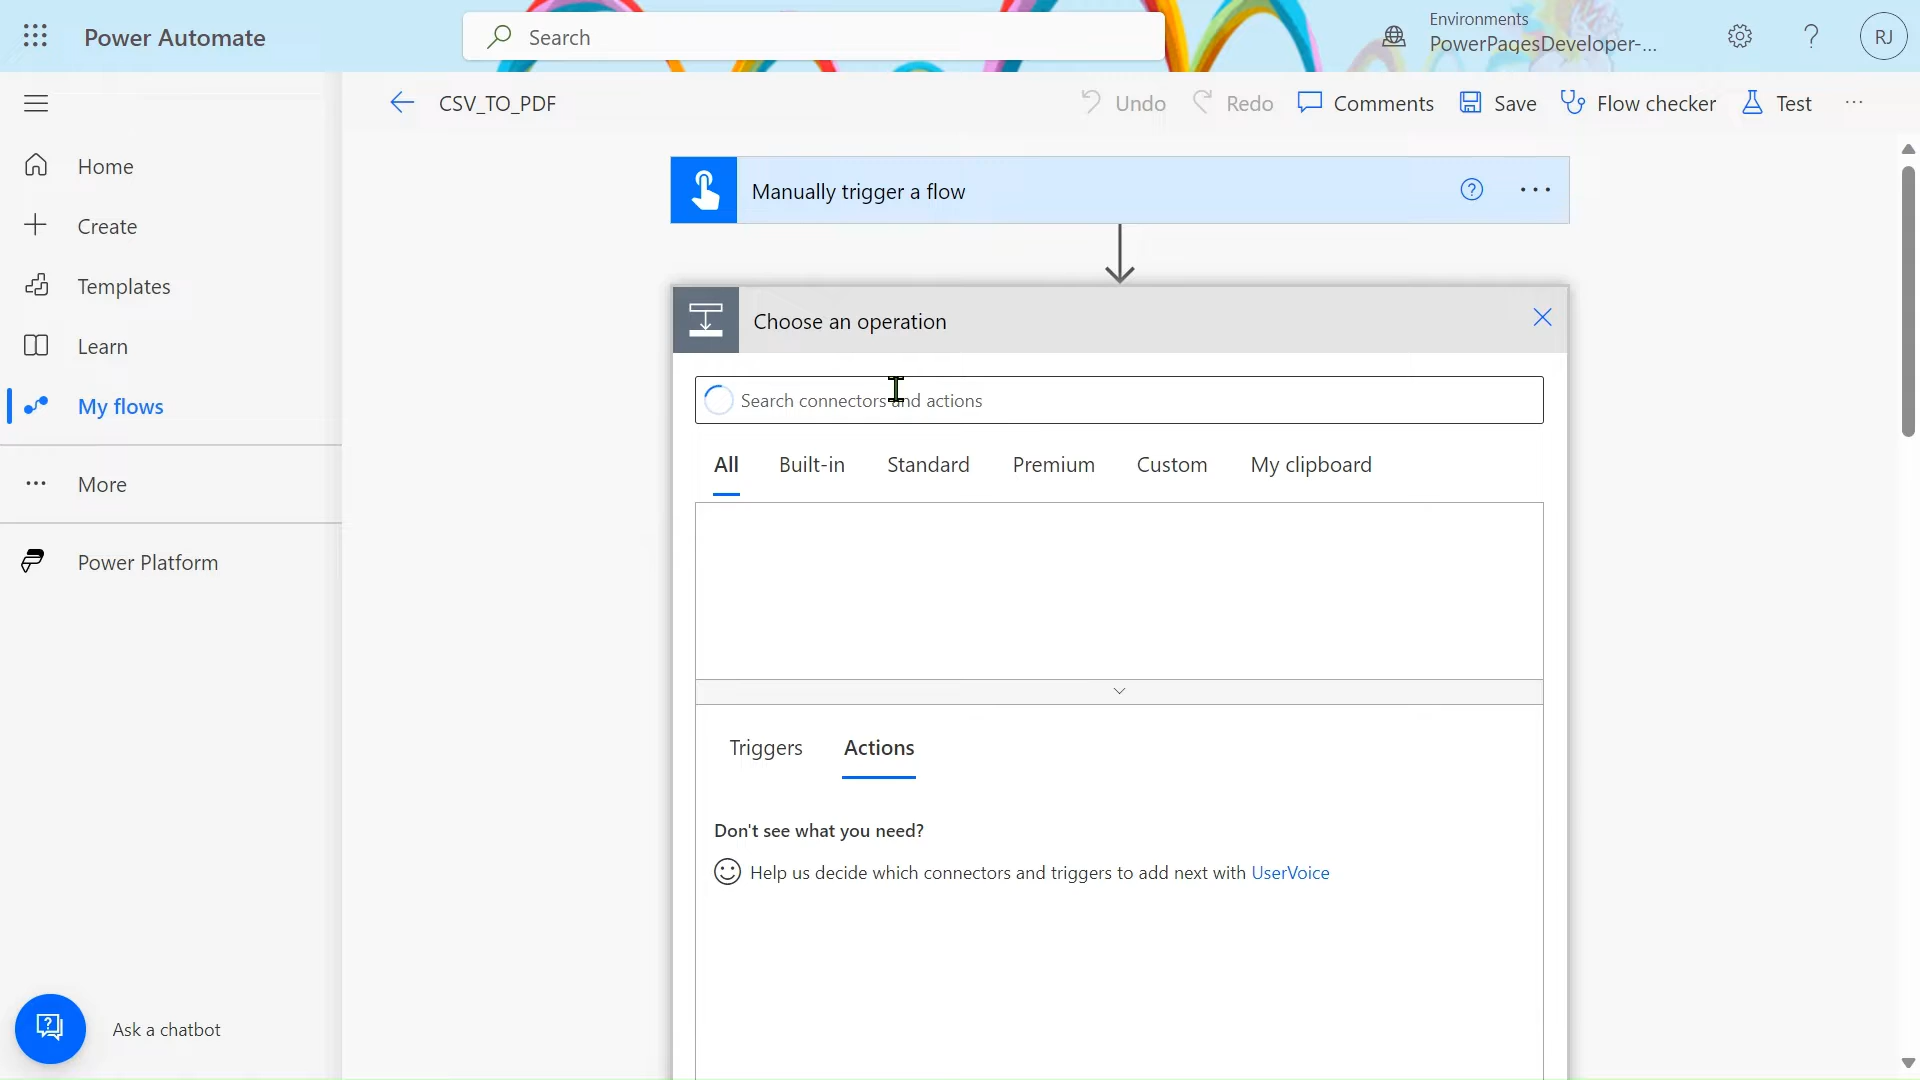 Power Automate
Search
Environments
PowerPagesDeveloper-...
RJ
CSV_TO_PDF
Undo
Redo
Comments
Save
Flow checker
Test
Home
Create
Templates
Learn
My flows
More
Power Platform
Ask a chatbot
Manually trigger a flow
Choose an operation
Search connectors and actions
All Built-in Standard Premium Custom My clipboard
Triggers Actions
Don't see what you need?
Help us decide which connectors and triggers to add next with UserVoice